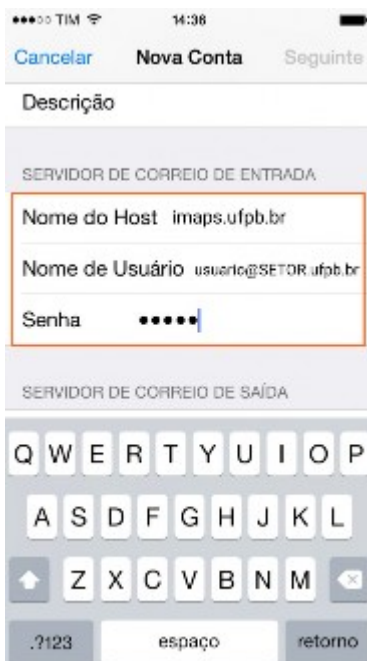 TIM 14:36
Cancelar Nova Conta Seguinte
Descrição
SERVIDOR DE CORREIO DE ENTRADA
Nome do Host imaps.ufpb.br
Nome de Usuário usuario@SETOR.ufpb.br
Senha •••••
SERVIDOR DE CORREIO DE SAÍDA
Q W E R T Y U I O P
A S D F G H J K L
Z X C V B N M
.?123 espaço retorno